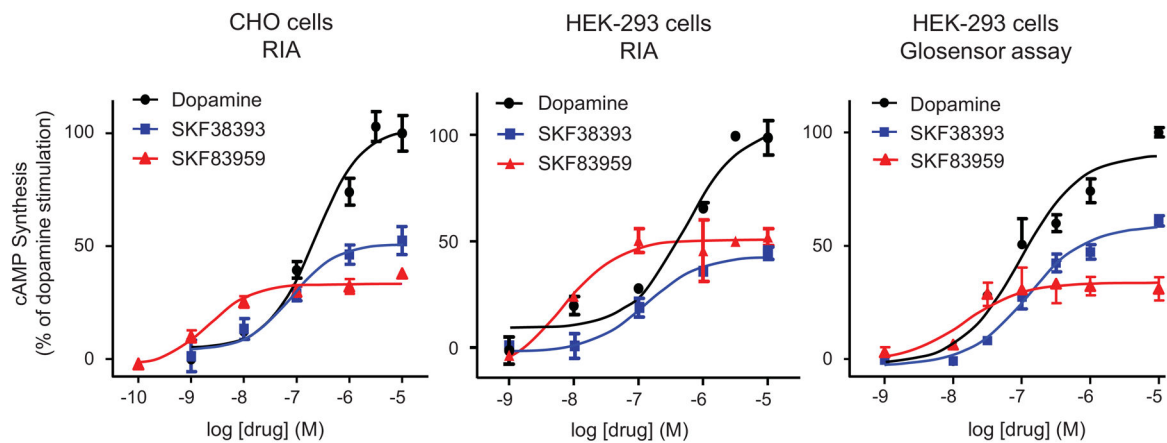 CHO cells
RIA
HEK-293 cells
RIA
HEK-293 cells
Glosensor assay
cAMP Synthesis
(% of dopamine stimulation)
Dopamine
SKF38393
SKF83959
100
50
0
-10 -9 -8 -7 -6 -5
log [drug] (M)
Dopamine
SKF38393
SKF83959
100
50
0
-9 -8 -7 -6 -5
log [drug] (M)
Dopamine
SKF38393
SKF83959
100
50
0
-9 -8 -7 -6 -5
log [drug] (M)